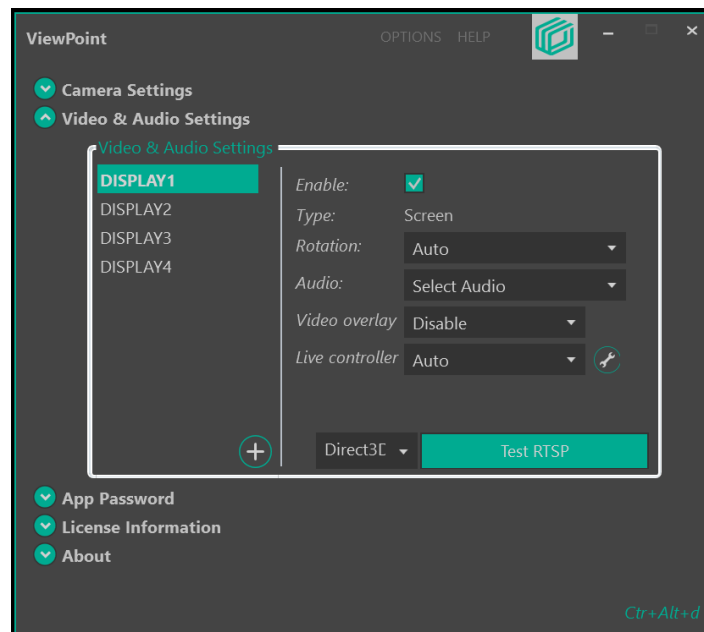 ViewPoint OPTIONS HELP
Camera Settings
Video & Audio Settings
Video & Audio Settings
DISPLAY1
DISPLAY2
DISPLAY3
DISPLAY4
Enable:
Type: Screen
Rotation: Auto
Audio: Select Audio
Video overlay Disable
Live controller Auto
Direct3D Test RTSP
App Password
License Information
About
Ctr+Alt+d